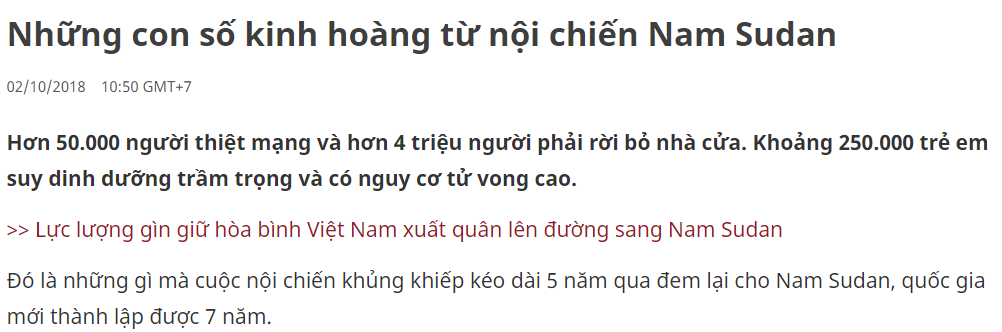 Những con số kinh hoàng từ nội chiến Nam Sudan
02/10/2018 10:50 GMT+7
Hơn 50.000 người thiệt mạng và hơn 4 triệu người phải rời bỏ nhà cửa. Khoảng 250.000 trẻ em
suy dinh dưỡng trầm trọng và có nguy cơ tử vong cao.
>> Lực lượng gìn giữ hòa bình Việt Nam xuất quân lên đường sang Nam Sudan
Đó là những gì mà cuộc nội chiến khủng khiếp kéo dài 5 năm qua đem lại cho Nam Sudan, quốc gia
mới thành lập được 7 năm.